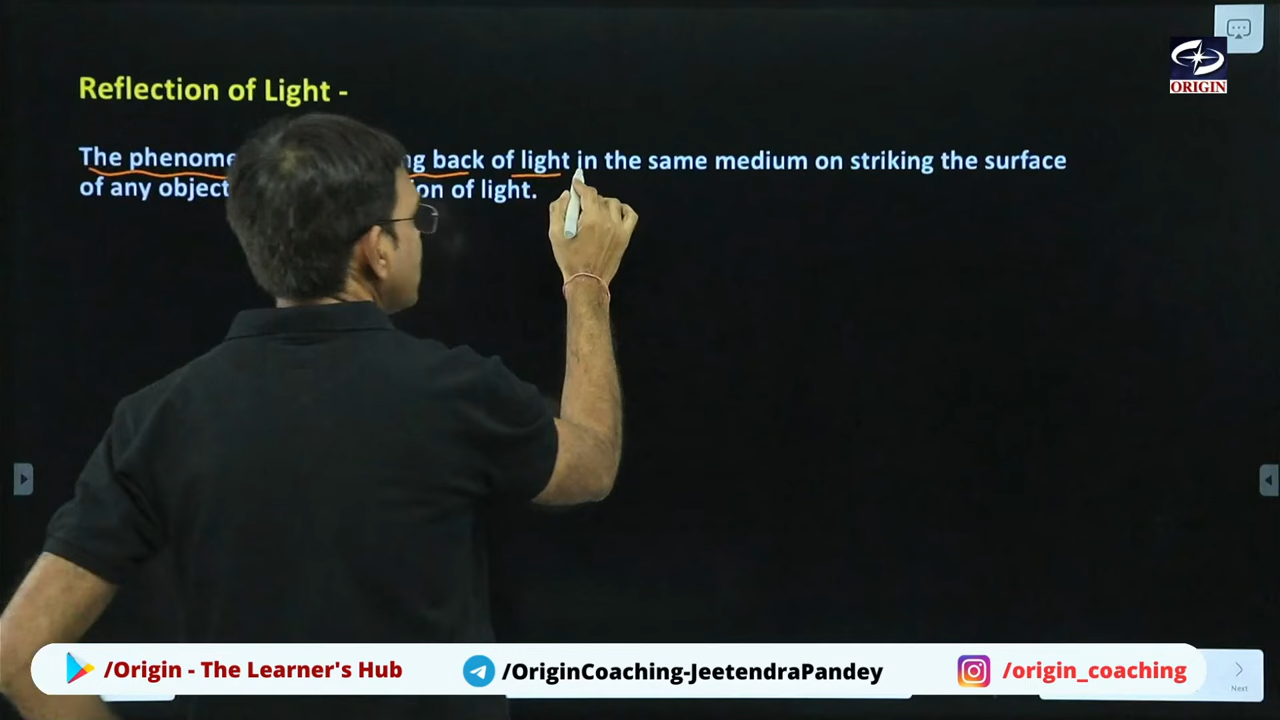 ORIGIN
Reflection of Light -
The phenome ng back of light in the same medium on striking the surface
of any object on of light.
/Origin - The Learner's Hub
/OriginCoaching-JeetendraPandey
/origin_coaching
Next